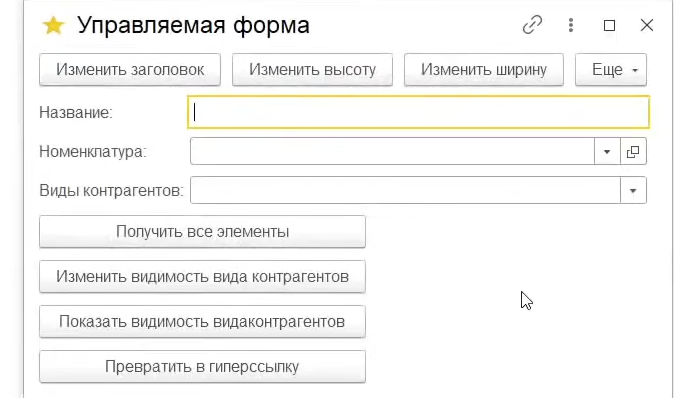 Управляемая форма
Изменить заголовок Изменить высоту Изменить ширину Еще
Название:
Номенклатура:
Виды контрагентов:
Получить все элементы
Изменить видимость вида контрагентов
Показать видимость видаконтрагентов
Превратить в гиперссылку